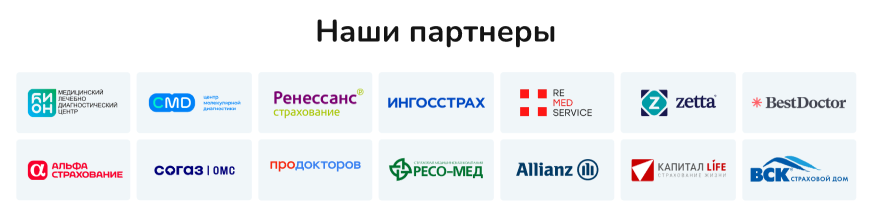 Наши партнеры
БИОН
МЕДИЦИНСКИЙ
ЛЕЧЕБНО
ДИАГНОСТИЧЕСКИЙ
ЦЕНТР
CMD
центр
молекулярной
диагностики
Ренессанс®
страхование
ИНГОССТРАХ
RE
MED
SERVICE
Z
zetta®
BestDoctor
α АЛЬФА
СТРАХОВАНИЕ
согаз | ОМС
продокторов
РЕСО-МЕД
Allianz
КАПИТАЛ LIFE
СТРАХОВАНИЕ ЖИЗНИ
ВСК СТРАХОВОЙ ДОМ